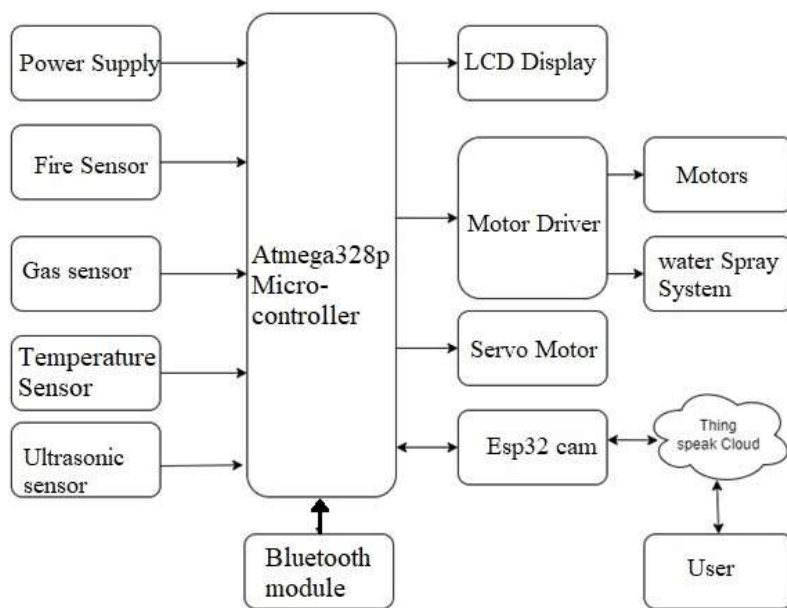 Power Supply
Fire Sensor
Gas sensor
Temperature
Sensor
Ultrasonic
sensor
Atmega328p
Micro-
controller
Bluetooth
module
LCD Display
Motor Driver
Motors
water Spray
System
Servo Motor
Esp32 cam
Thing
speak Cloud
User